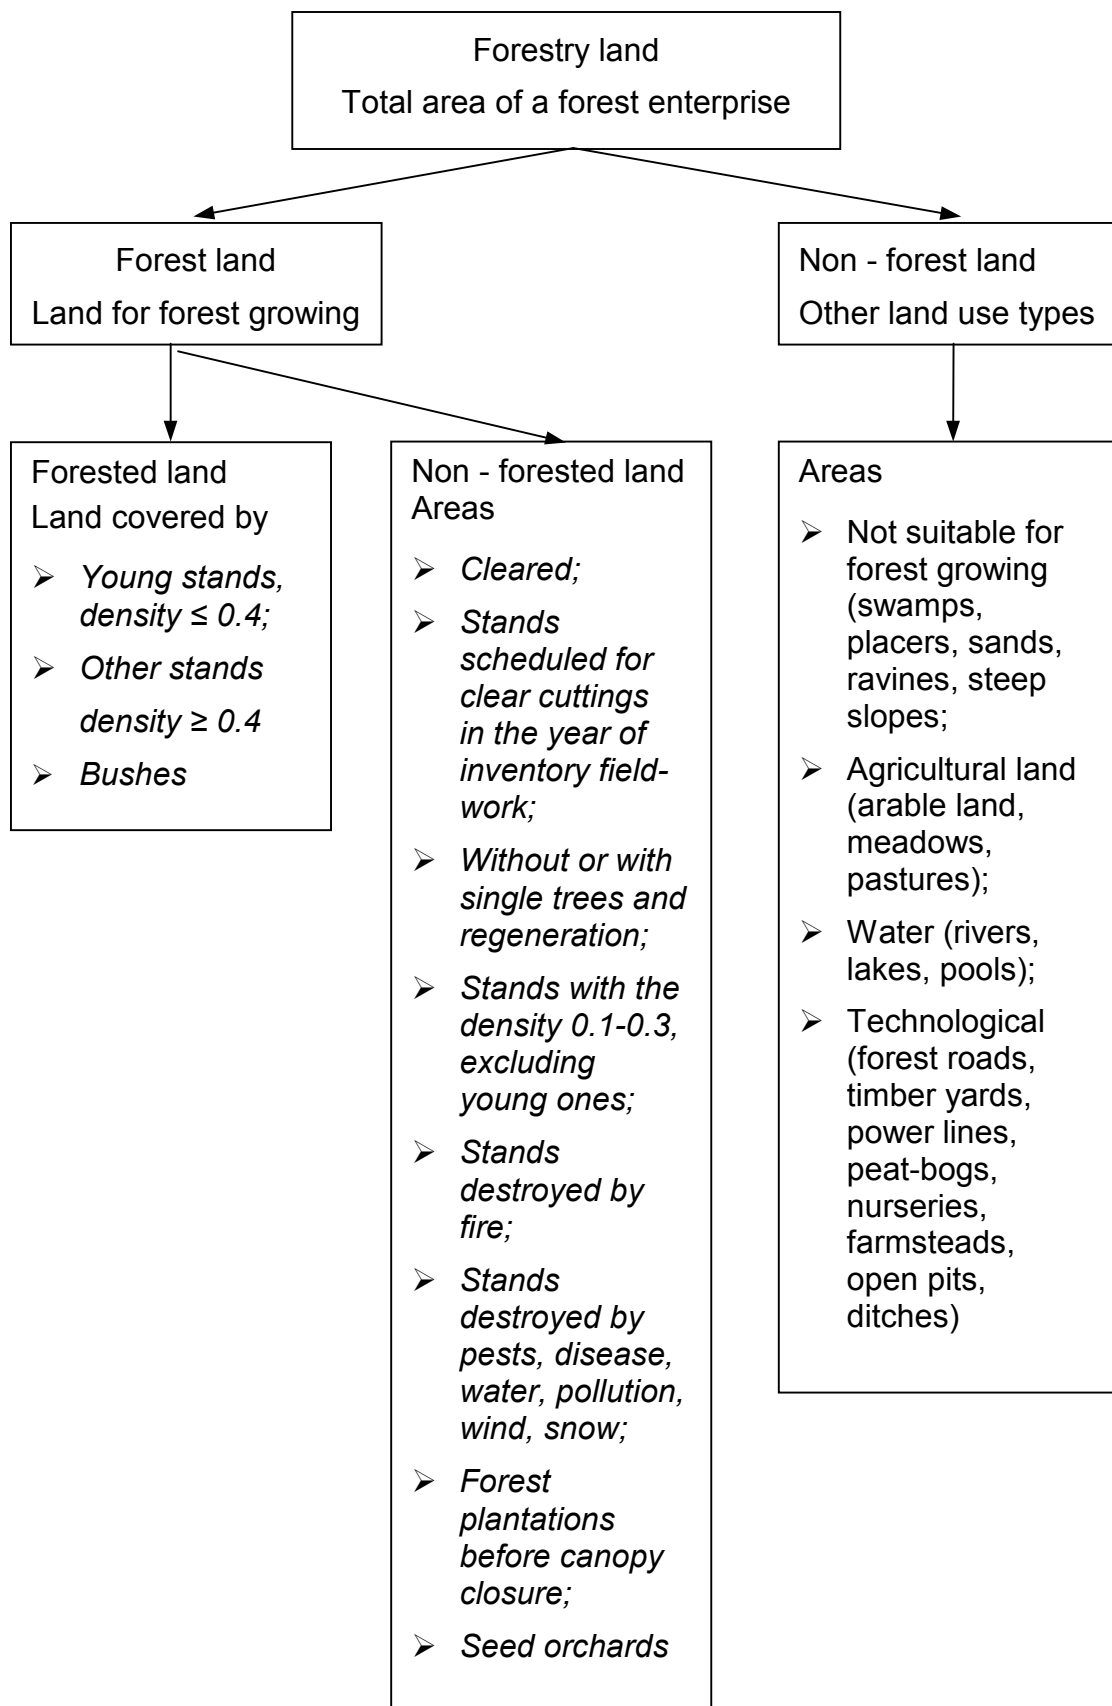 Forestry land
Total area of a forest enterprise
Forest land
Land for forest growing
Non - forest land
Other land use types
Forested land
Land covered by
➢ Young stands,
density ≤ 0.4;
➢ Other stands
density ≥ 0.4
➢ Bushes
Non - forested land
Areas
➢ Cleared;
➢ Stands
scheduled for
clear cuttings
in the year of
inventory field-
work;
➢ Without or with
single trees and
regeneration;
➢ Stands with the
density 0.1-0.3,
excluding
young ones;
➢ Stands
destroyed by
fire;
➢ Stands
destroyed by
pests, disease,
water, pollution,
wind, snow;
➢ Forest
plantations
before canopy
closure;
➢ Seed orchards
Areas
➢ Not suitable for
forest growing
(swamps,
placers, sands,
ravines, steep
slopes;
➢ Agricultural land
(arable land,
meadows,
pastures);
➢ Water (rivers,
lakes, pools);
➢ Technological
(forest roads,
timber yards,
power lines,
peat-bogs,
nurseries,
farmsteads,
open pits,
ditches)